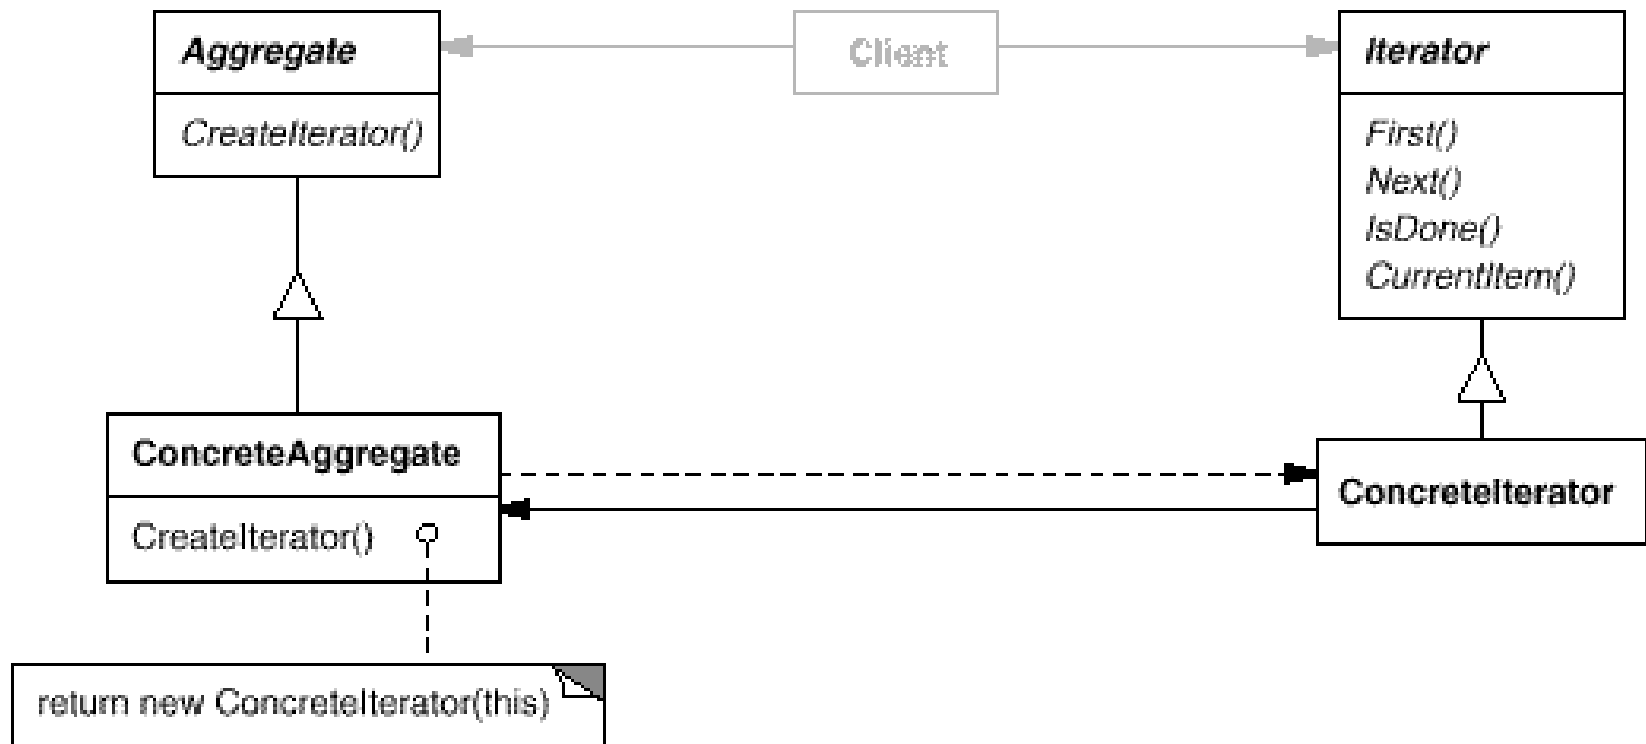 Aggregate
CreateIterator()
Client
Iterator
First()
Next()
IsDone()
CurrentItem()
ConcreteAggregate
CreateIterator()
ConcreteIterator
return new ConcreteIterator(this)